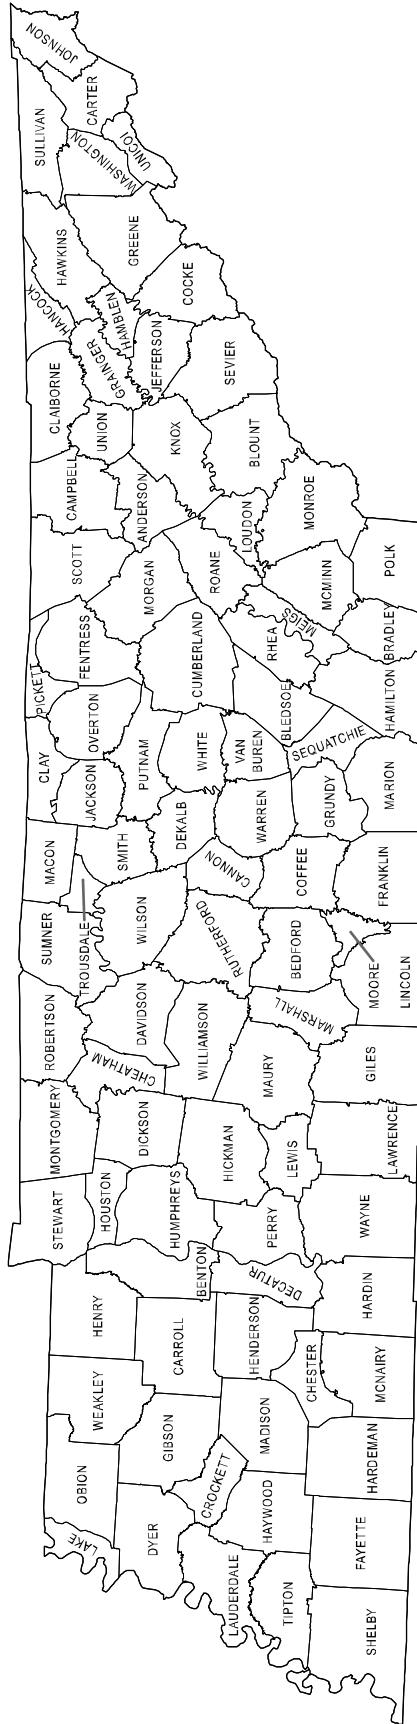 JOHNSON
CARTER
SULLIVAN
UNICOI
WASHINGTON
GREENE
HAWKINS
COCKE
HANCOCK
HAMBLEN
GRAINGER
JEFFERSON
SEVIER
CLAIBORNE
UNION
KNOX
BLOUNT
CAMPBELL
ANDERSON
LOUDON
MONROE
SCOTT
MORGAN
ROANE
MCMINN
POLK
FENTRESS
CUMBERLAND
RHEA
MEIGS
BRADLEY
PICKETT
OVERTON
BLEDSOE
HAMILTON
CLAY
JACKSON
PUTNAM
WHITE
VAN
BUREN
SEQUATCHIE
MACON
SMITH
DEKALB
WARREN
GRUNDY
MARION
CANNON
COFFEE
FRANKLIN
SUMNER
TROUSDALE
WILSON
RUTHERFORD
BEDFORD
MOORE
LINCOLN
ROBERTSON
CHEATHAM
DAVIDSON
WILLIAMSON
MARSHALL
MAURY
GILES
MONTGOMERY
DICKSON
HICKMAN
LEWIS
LAWRENCE
STEWART
HOUSTON
HUMPHREYS
PERRY
WAYNE
BENTON
DECATUR
HARDIN
HENRY
CARROLL
HENDERSON
CHESTER
MCNAIRY
WEAKLEY
GIBSON
MADISON
HARDEMAN
OBION
CROCKETT
HAYWOOD
FAYETTE
LAKE
DYER
LAUDERDALE
TIPTON
SHELBY